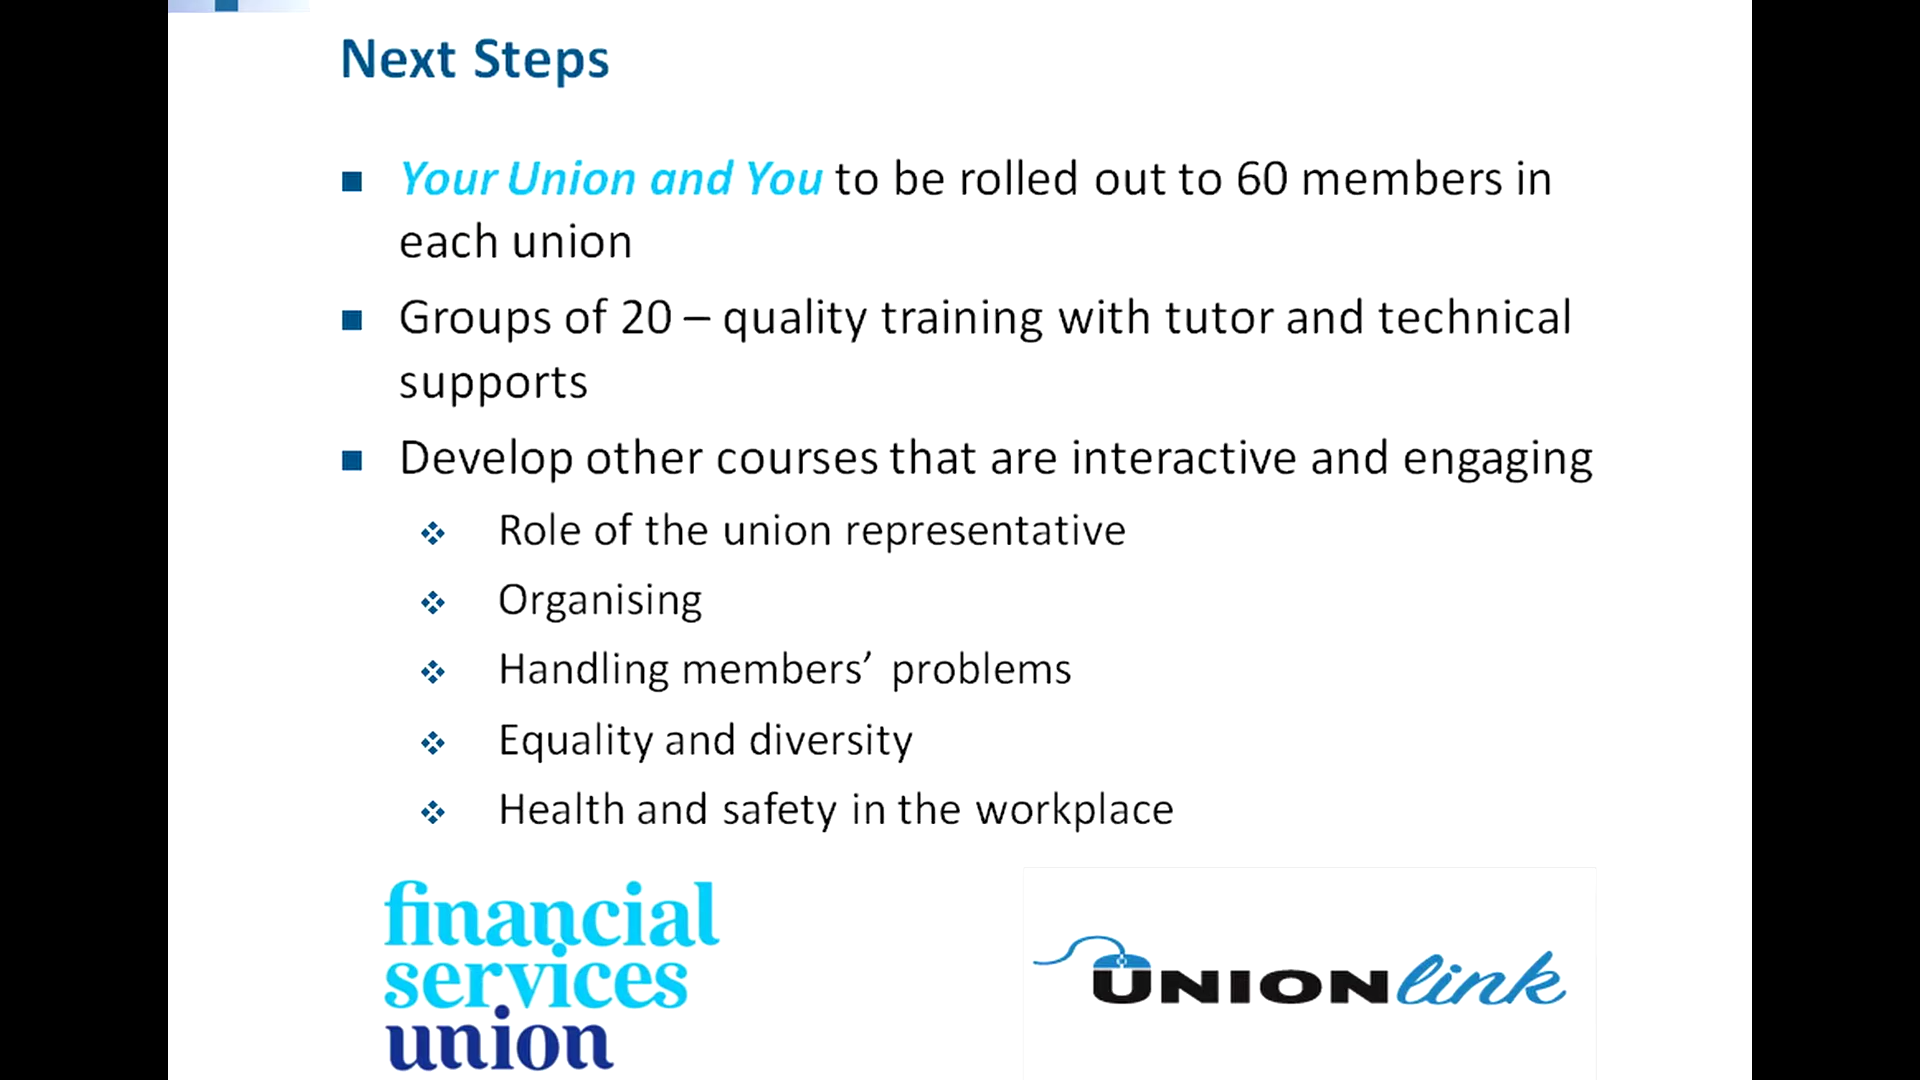 Next Steps
Your Union and You to be rolled out to 60 members in
each union
Groups of 20 – quality training with tutor and technical
supports
Develop other courses that are interactive and engaging
Role of the union representative
Organising
Handling members’ problems
Equality and diversity
Health and safety in the workplace
financial
services
union
UNIONlink